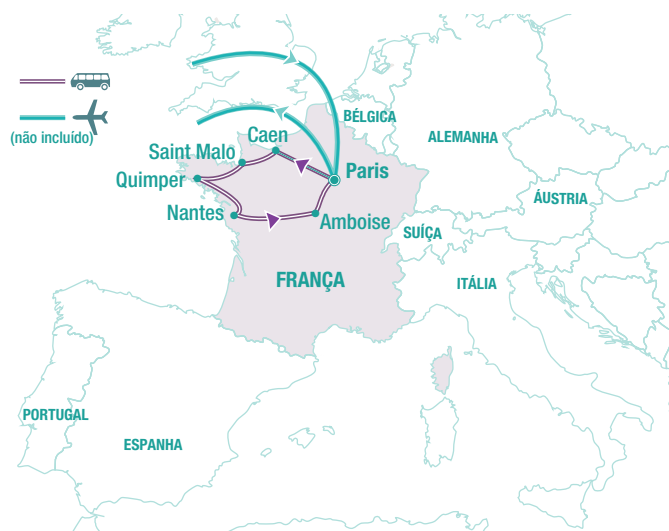 (não incluído)
BÉLGICA
ALEMANHA
Caen
Saint Malo
Paris
Quimper
ÁUSTRIA
Nantes
Amboise
SUÍÇA
FRANÇA
ITÁLIA
PORTUGAL
ESPANHA